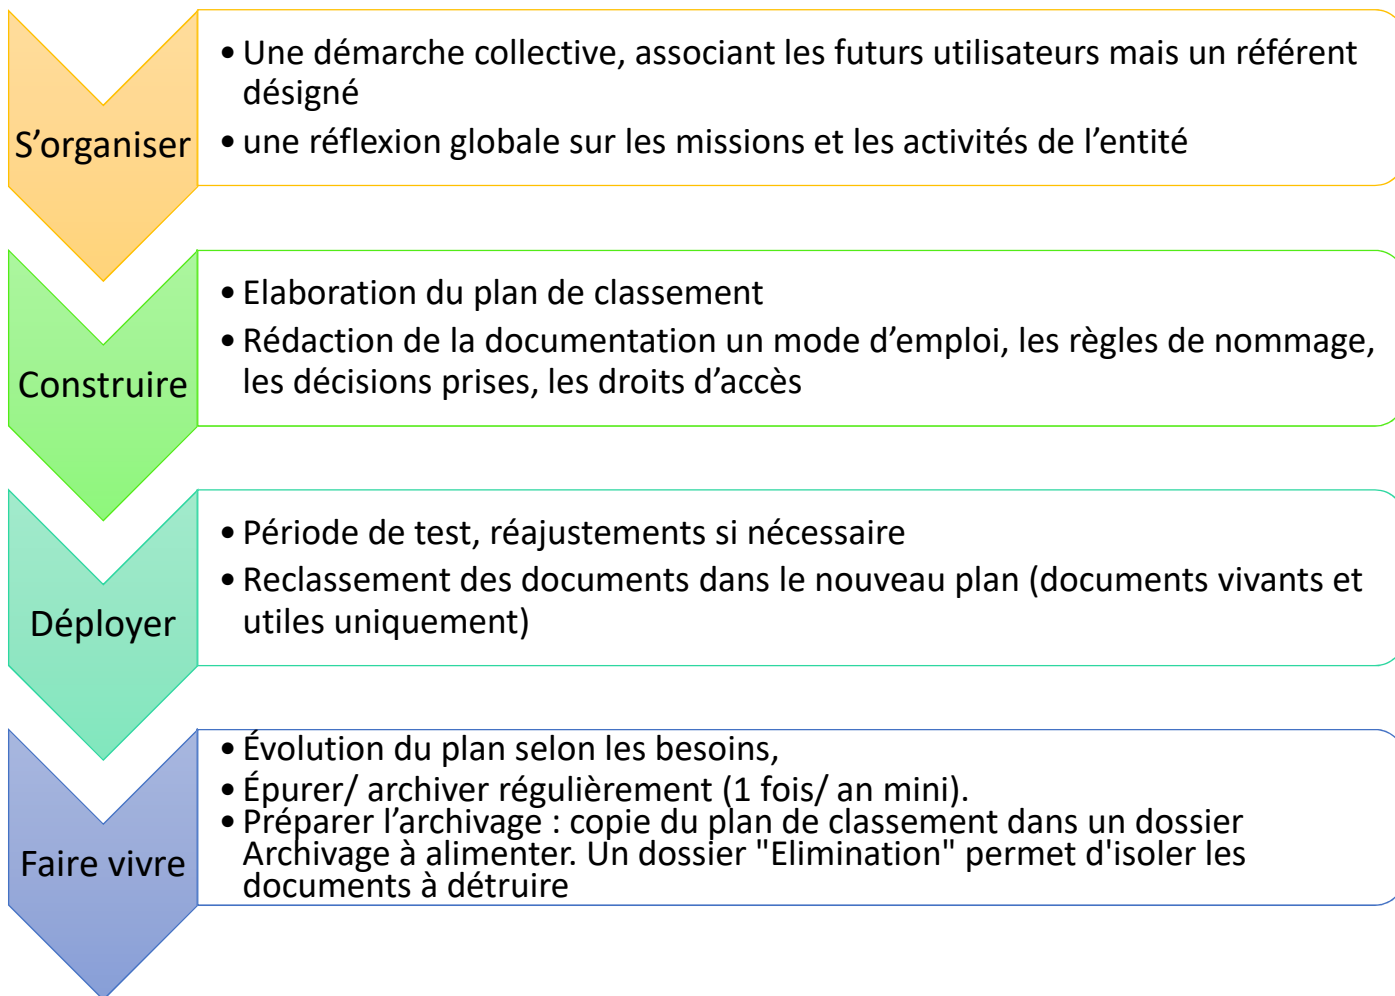 S’organiser
• Une démarche collective, associant les futurs utilisateurs mais un référent
désigné
• une réflexion globale sur les missions et les activités de l’entité
Construire
• Elaboration du plan de classement
• Rédaction de la documentation un mode d’emploi, les règles de nommage,
les décisions prises, les droits d’accès
Déployer
• Période de test, réajustements si nécessaire
• Reclassement des documents dans le nouveau plan (documents vivants et
utiles uniquement)
Faire vivre
• Évolution du plan selon les besoins,
• Épurer/ archiver régulièrement (1 fois/ an mini).
• Préparer l’archivage : copie du plan de classement dans un dossier
Archivage à alimenter. Un dossier "Elimination" permet d'isoler les
documents à détruire